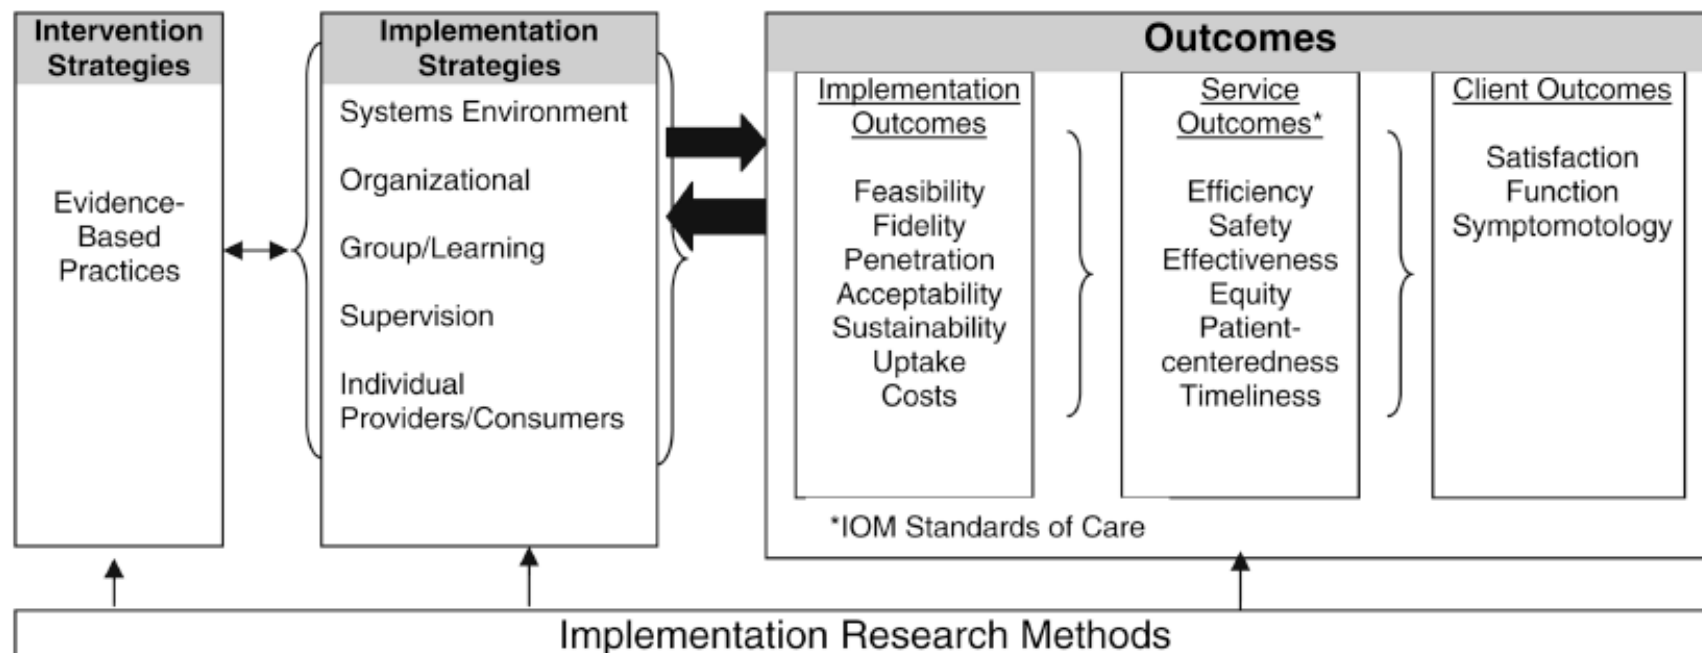 Intervention
Strategies
Evidence-
Based
Practices
Implementation
Strategies
Systems Environment
Organizational
Group/Learning
Supervision
Individual
Providers/Consumers
Outcomes
Implementation
Outcomes
Feasibility
Fidelity
Penetration
Acceptability
Sustainability
Uptake
Costs
Service
Outcomes*
Efficiency
Safety
Effectiveness
Equity
Patient-
centeredness
Timeliness
Client Outcomes
Satisfaction
Function
Symptomotology
*IOM Standards of Care
Implementation Research Methods